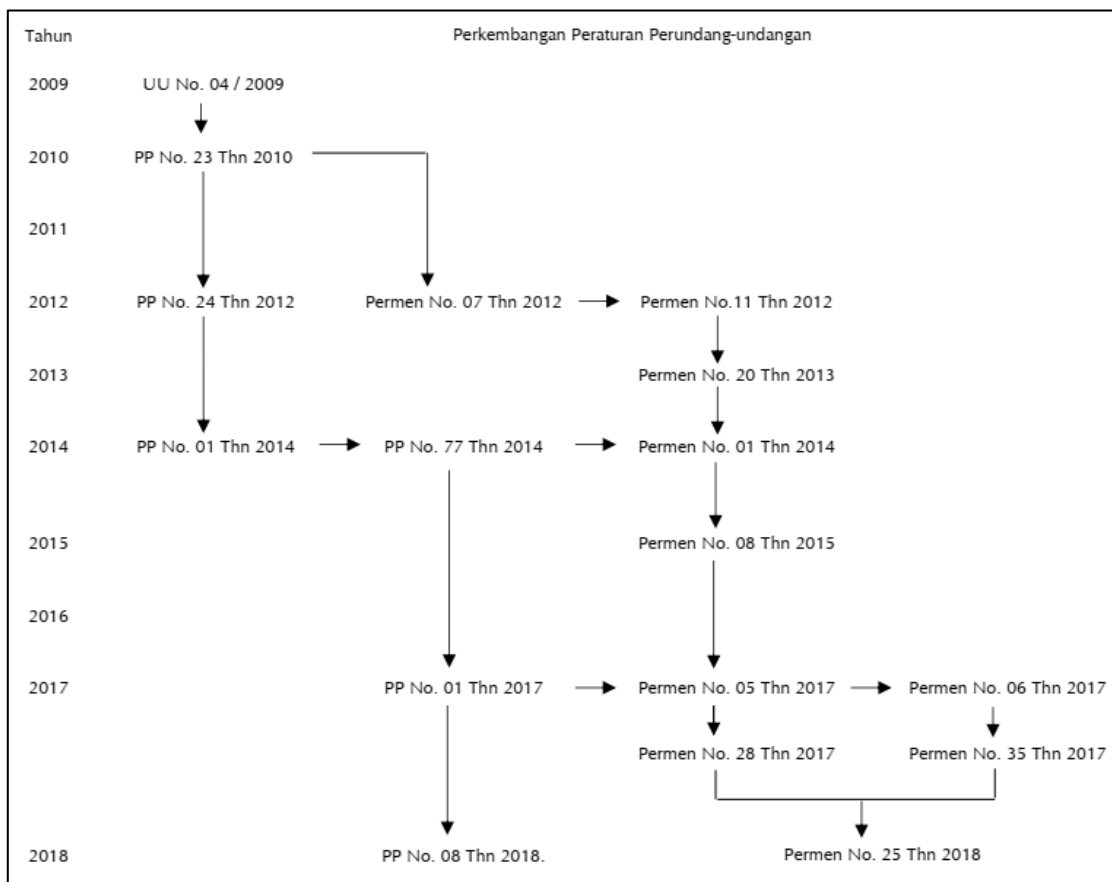 Tahun Perkembangan Peraturan Perundang-undangan
2009 UU No. 04 / 2009
2010 PP No. 23 Thn 2010
2011
2012 PP No. 24 Thn 2012 Permen No. 07 Thn 2012 Permen No.11 Thn 2012
2013 Permen No. 20 Thn 2013
2014 PP No. 01 Thn 2014 PP No. 77 Thn 2014 Permen No. 01 Thn 2014
2015 Permen No. 08 Thn 2015
2016
2017 PP No. 01 Thn 2017 Permen No. 05 Thn 2017 Permen No. 06 Thn 2017
Permen No. 28 Thn 2017 Permen No. 35 Thn 2017
2018 PP No. 08 Thn 2018. Permen No. 25 Thn 2018